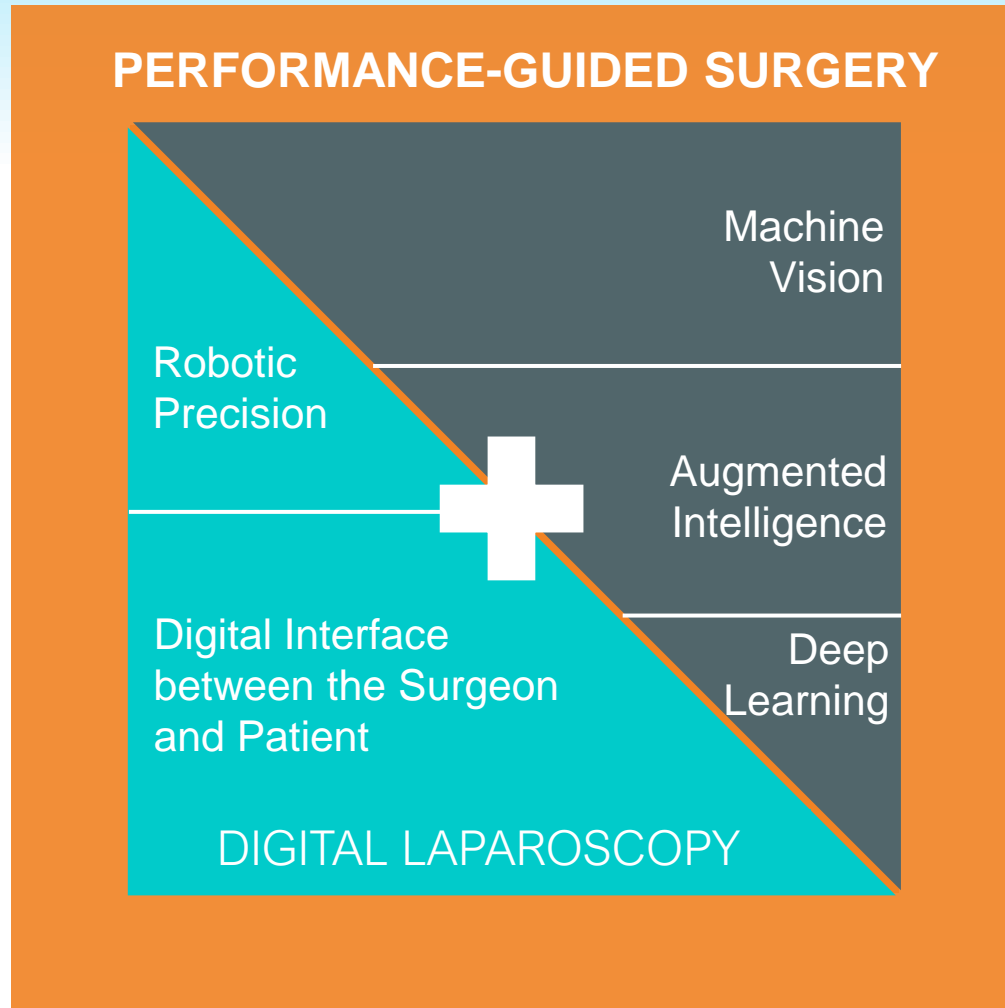 PERFORMANCE-GUIDED SURGERY
Machine
Vision
Robotic
Precision
Augmented
Intelligence
Digital Interface
between the Surgeon
and Patient
Deep
Learning
DIGITAL LAPAROSCOPY